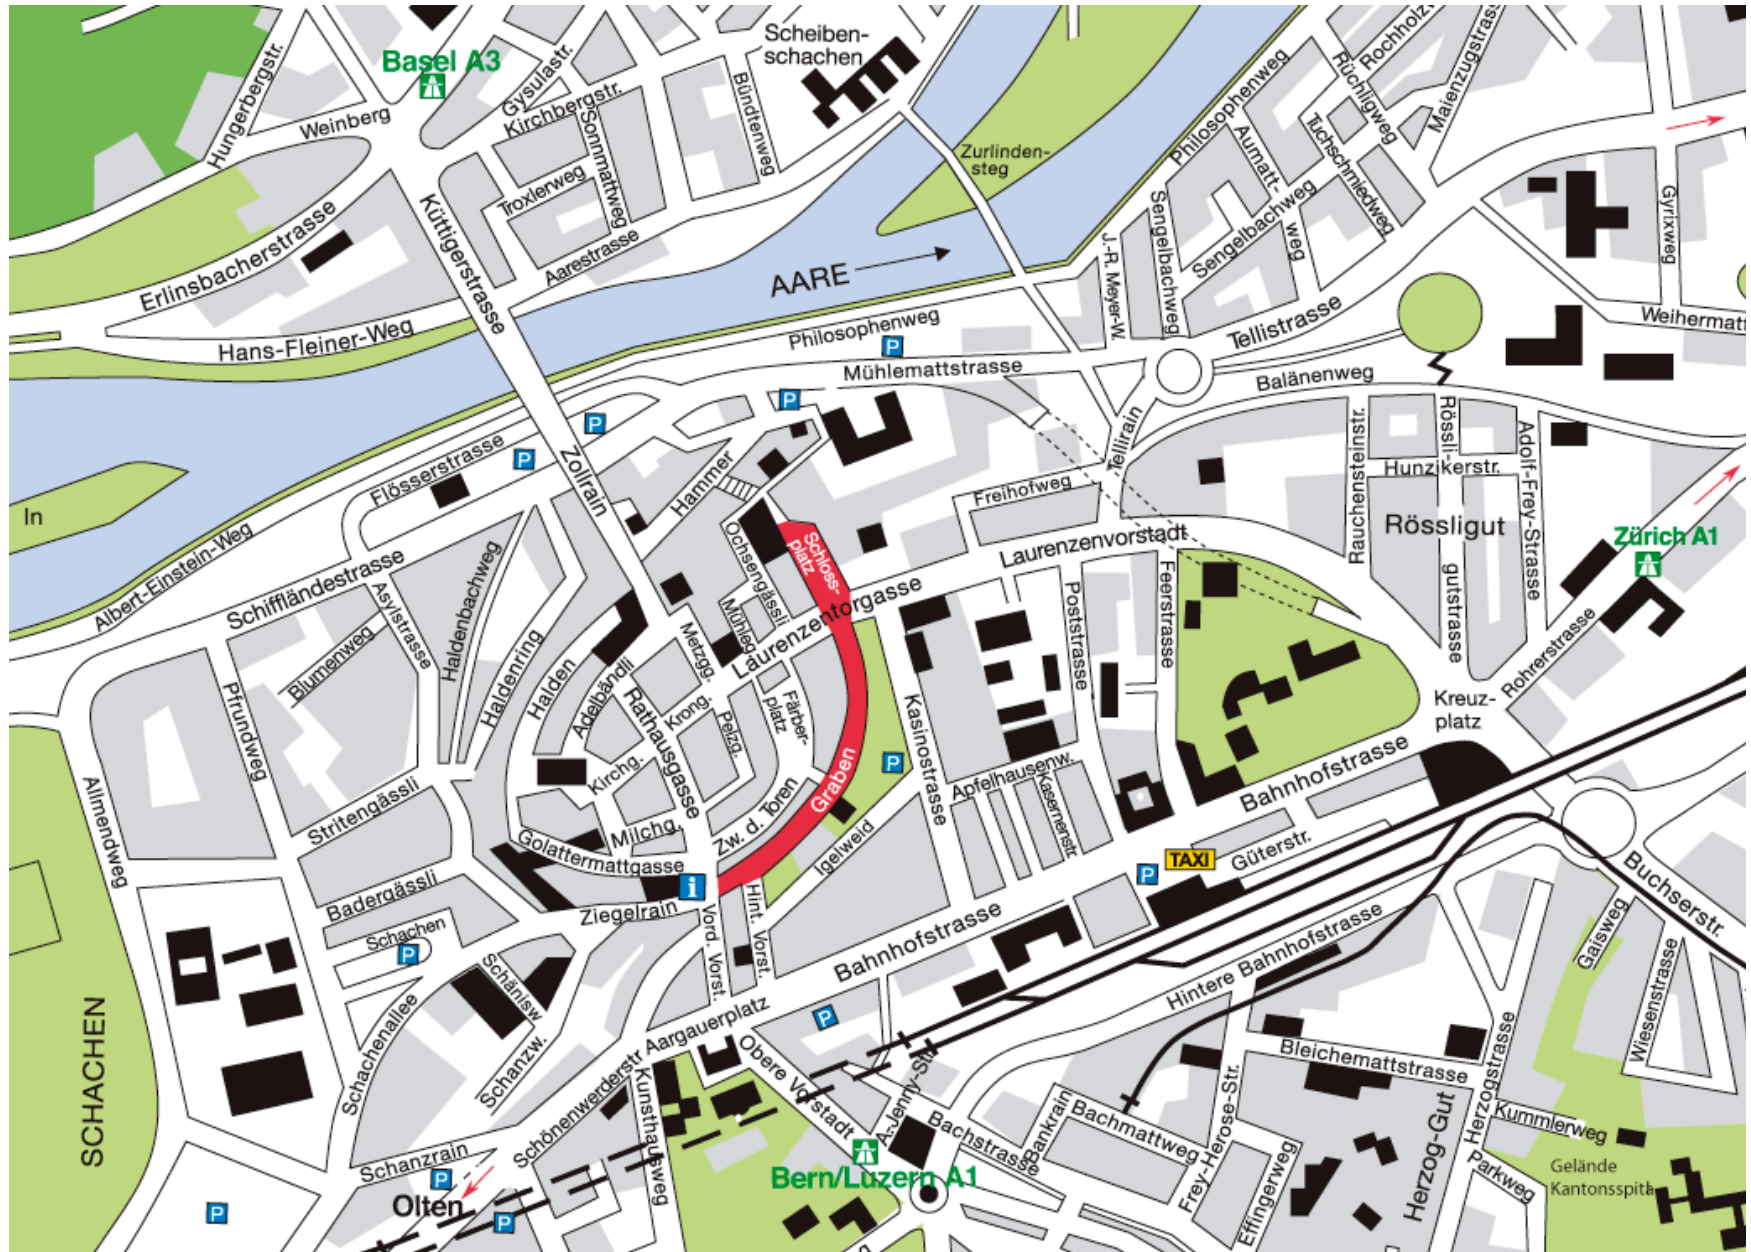 Scheiben-
schachen
Basel A3
Hungerbergstr.
Weinberg
Gysulastr.
Kirchbergstr.
Sonnmattweg
Troxlerweg
Bündtenweg
Zurlinden-
steg
Philosophenweg
Rüchligweg
Rochholz
Maienzugstrass
Aumatt-
weg
Tuchschmiedweg
Sengelbachweg
Sengelbachweg
J.-R. Meyer-W.
Gyrixweg
Weihermatt
Erlinsbacherstrasse
Küttigerstrasse
Aarestrasse
AARE
Hans-Fleiner-Weg
Philosophenweg
P
Mühlemattstrasse
Tellistrasse
Balänenweg
P
P
P
Flösserstrasse
Zollrain
Hammer
Tellirain
Freihofweg
Rauchensteinstr.
Rössli-
gutstrasse
Hunzikerstr.
Adolf-Frey-Strasse
Rössligut
Zürich A1
In
Albert-Einstein-Weg
Schiffländestrasse
Asylstrasse
Haldenbachweg
Ochsengässli
Schloss-
platz
Laurenzenvorstadt
Laurenzentorgasse
Mühleg.
Poststrasse
Feerstrasse
Rohrerstrasse
Kreuz-
platz
Blumenweg
Haldenring
Halden
Adelbändli
Metzgg.
Rathausgasse
Krong.
Pelzg.
Färber-
platz
Kasinostrasse
Pfrundweg
Kirchg.
Graben
P
Apfelhausenw.
Kasernenstr.
Bahnhofstrasse
Stritengässli
Milchg.
Zw. d. Toren
Igelweid
Allmendweg
Golattermattgasse
i
TAXI
P
Güterstr.
Buchserstr.
Badergässli
Ziegelrain
Vord. Vorst.
Hint. Vorst.
Bahnhofstrasse
Hintere Bahnhofstrasse
Gaisweg
Wiesenstrasse
Schachen
P
Schänisw.
Schanzw.
Schachenallee
SCHACHEN
Aargauerplatz
P
Schönenwerderstr.
Obere Vorstadt
A.-Jenny-Str.
Kunsthausweg
Bleichemattstrasse
Herzogstrasse
Bankrain
Bachmattweg
Bachstrasse
Frey-Herose-Str.
Effingerweg
Herzog-Gut
Kummlerweg
Parkweg
Gelände
Kantonsspita
Schanzrain
P
Olten
P
P
Bern/Luzern A1